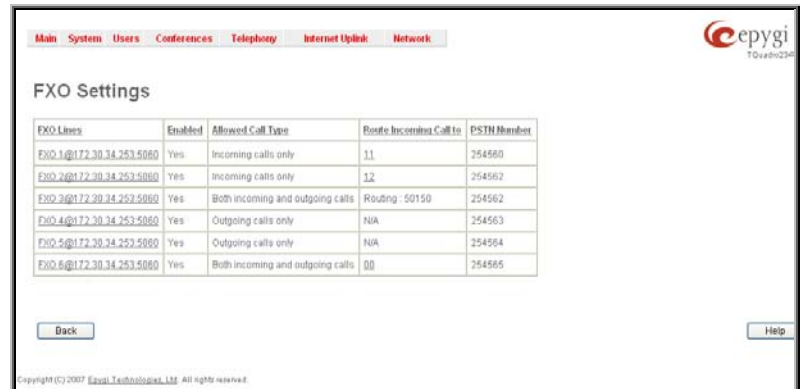 Main System Users Conferences Telephony Internet Uplink Network
epygi
FXO Settings
FXO Lines Enabled Allowed Call Type Route Incoming Call to PSTN Number
FXO 1@172.30.34.253:5060 Yes Incoming calls only 11 254560
FXO 2@172.30.34.253:5060 Yes Incoming calls only 12 254562
FXO 3@172.30.34.253:5060 Yes Both incoming and outgoing calls Routing : 50150 254562
FXO 4@172.30.34.253:5060 Yes Outgoing calls only N/A 254563
FXO 5@172.30.34.253:5060 Yes Outgoing calls only N/A 254564
FXO 6@172.30.34.253:5060 Yes Both incoming and outgoing calls 00 254565
Back Help
Copyright (C) 2007 Epygi Technologies, Ltd. All rights reserved.